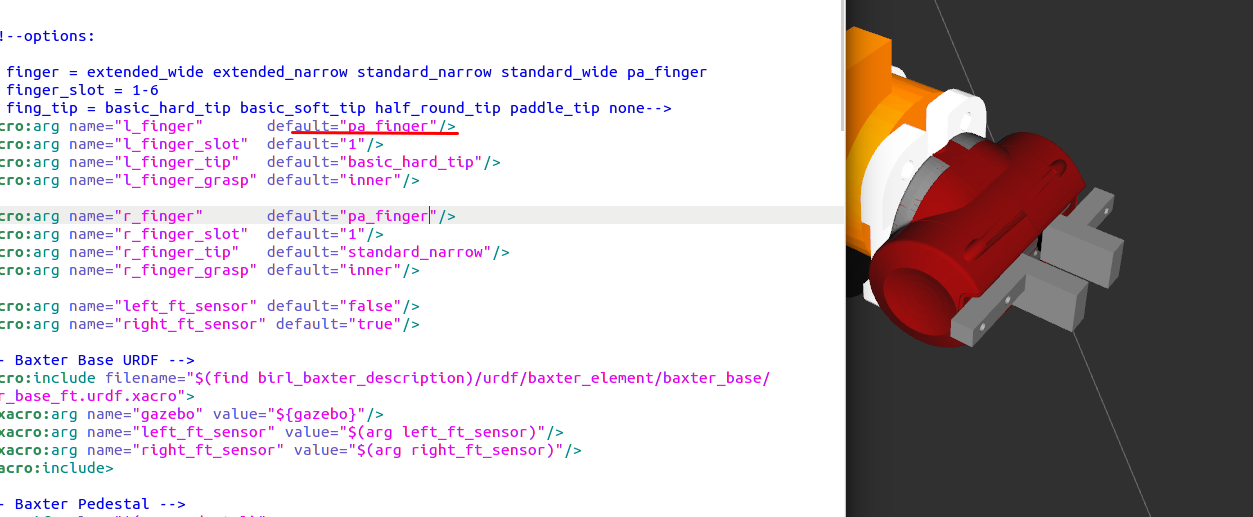 !--options:
finger = extended_wide extended_narrow standard_narrow standard_wide pa_finger
finger_slot = 1-6
fing_tip = basic_hard_tip basic_soft_tip half_round_tip paddle_tip none-->
cro:arg name="l_finger" default="pa_finger"/>
cro:arg name="l_finger_slot" default="1"/>
cro:arg name="l_finger_tip" default="basic_hard_tip"/>
cro:arg name="l_finger_grasp" default="inner"/>
cro:arg name="r_finger" default="pa_finger"/>
cro:arg name="r_finger_slot" default="1"/>
cro:arg name="r_finger_tip" default="standard_narrow"/>
cro:arg name="r_finger_grasp" default="inner"/>
cro:arg name="left_ft_sensor" default="false"/>
cro:arg name="right_ft_sensor" default="true"/>
- Baxter Base URDF -->
cro:include filename="$(find birl_baxter_description)/urdf/baxter_element/baxter_base/
r_base_ft.urdf.xacro">
xacro:arg name="gazebo" value="${gazebo}"/>
xacro:arg name="left_ft_sensor" value="$(arg left_ft_sensor)"/>
xacro:arg name="right_ft_sensor" value="$(arg right_ft_sensor)"/>
acro:include>
- Baxter Pedestal -->